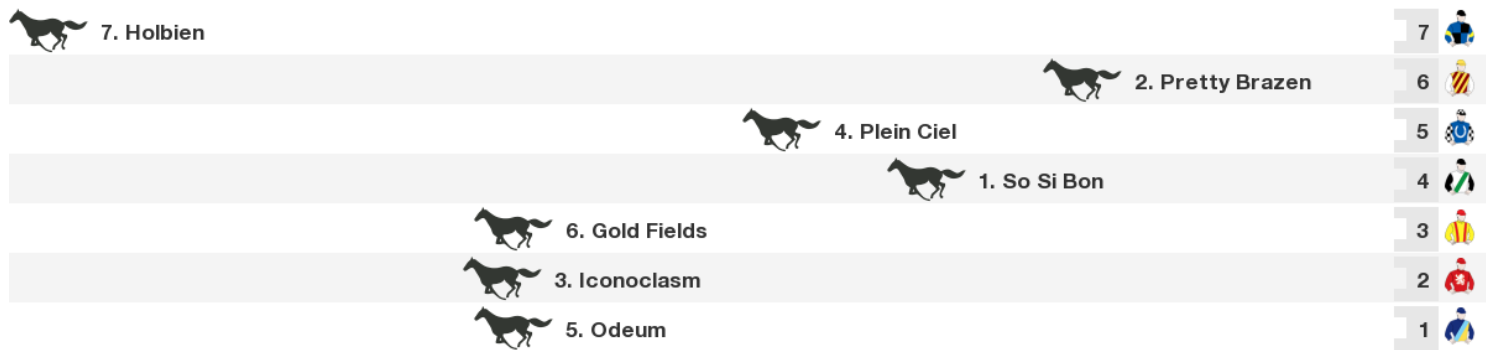 7. Holbien 7
2. Pretty Brazen 6
4. Plein Ciel 5
1. So Si Bon 4
6. Gold Fields 3
3. Iconoclasm 2
5. Odeum 1